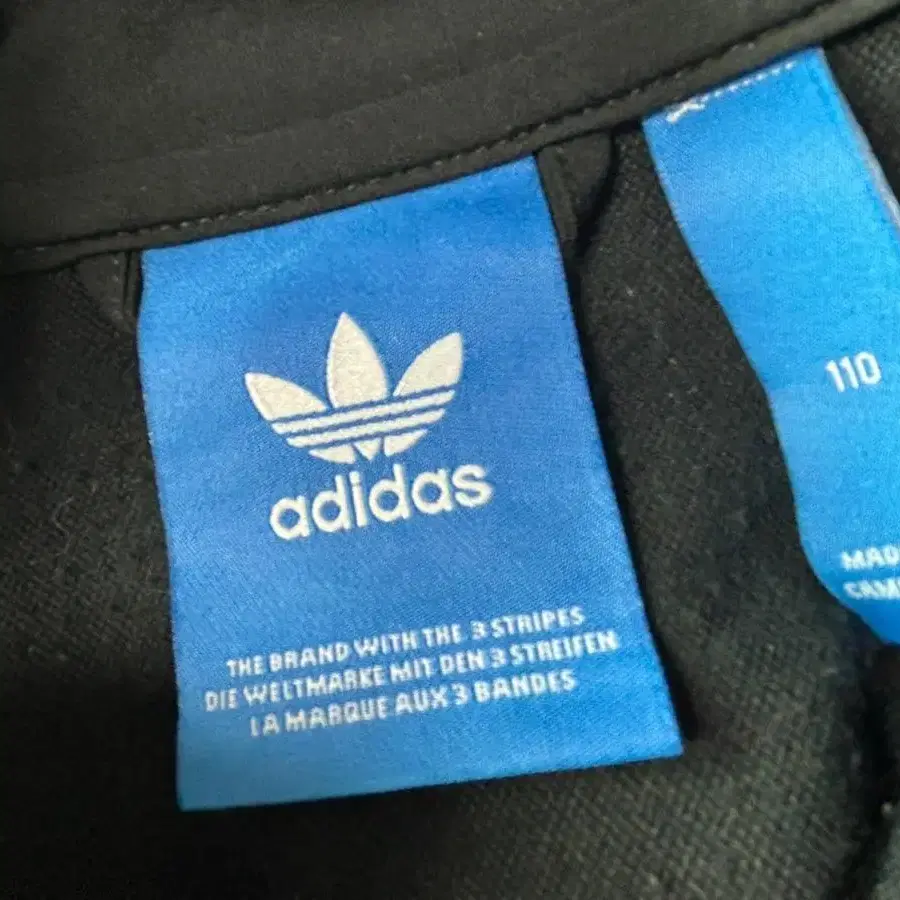 adidas
THE BRAND WITH THE 3 STRIPES
DIE WELTMARKE MIT DEN 3 STREIFEN
LA MARQUE AUX 3 BANDES
110